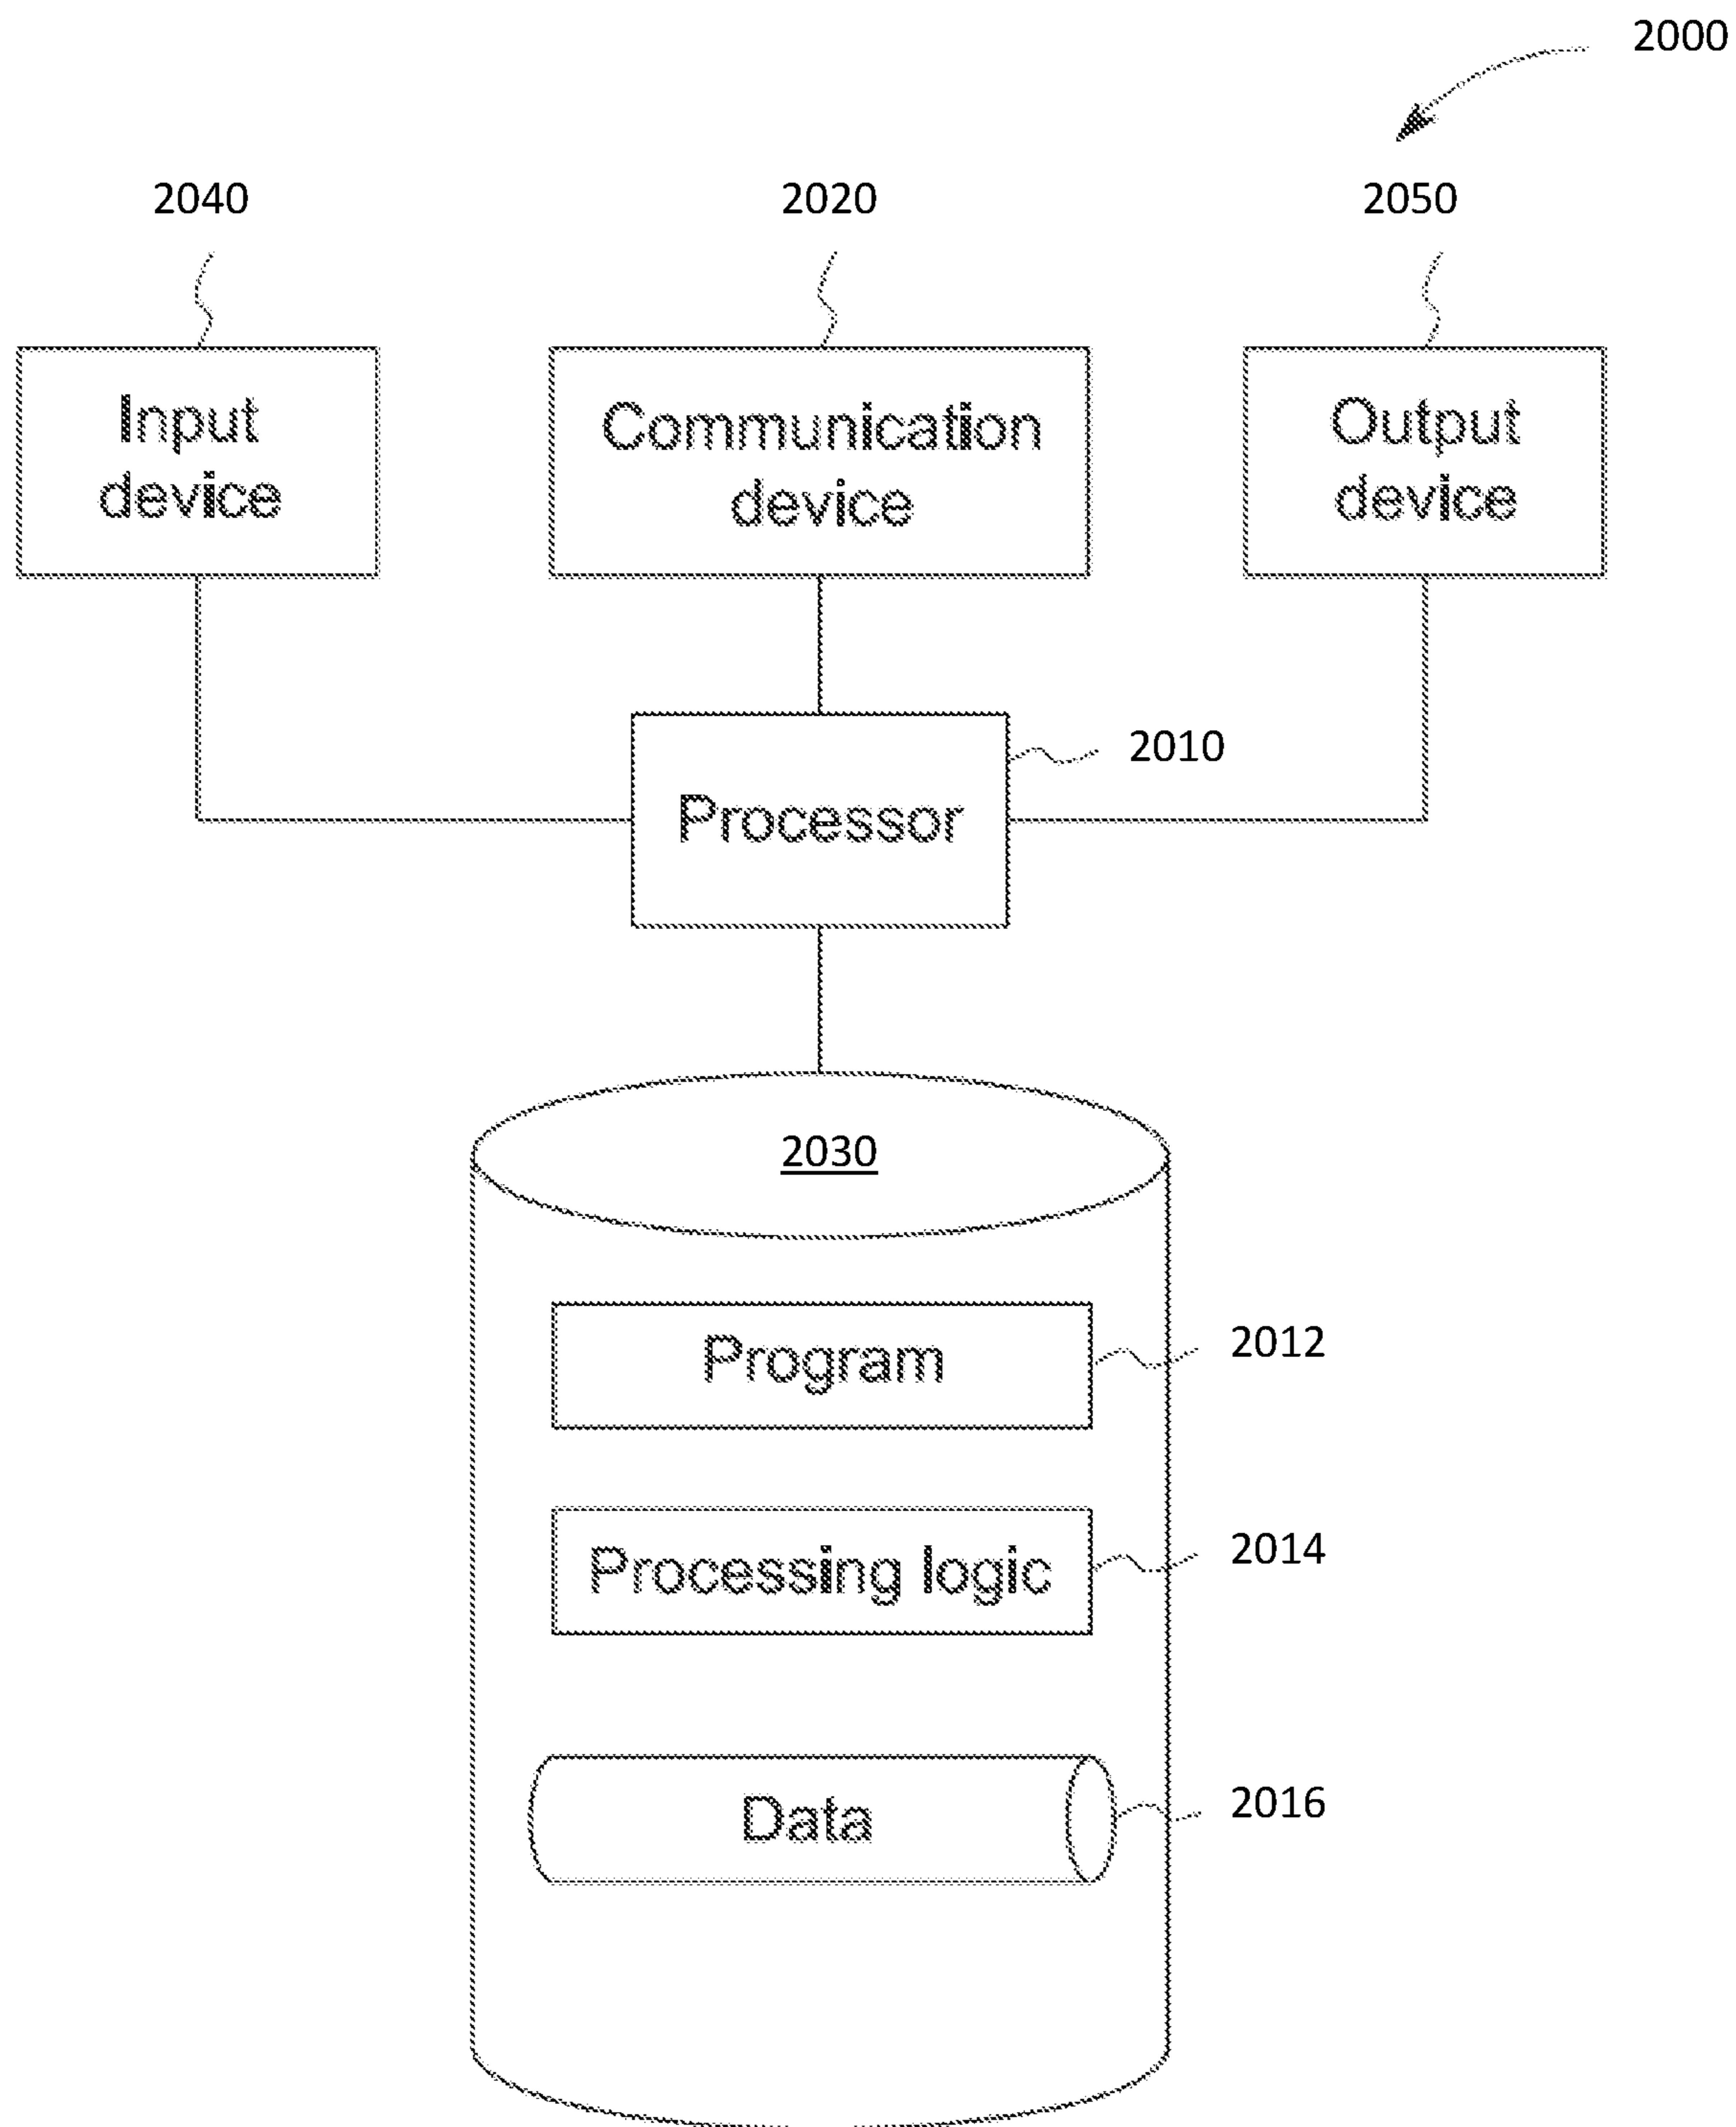 2000
2040
2020
2050
Input
device
Communication
device
Output
device
2010
Processor
2030
Program
2012
Processing logic
2014
Data
2016